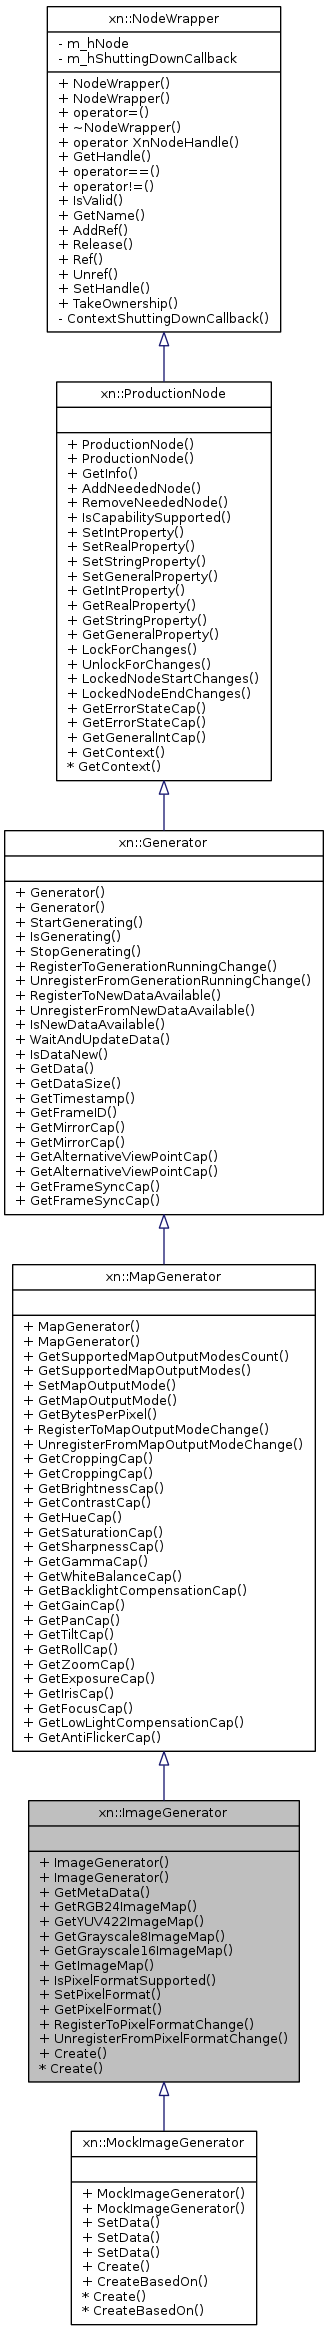 xn::NodeWrapper
- m_hNode
- m_hShuttingDownCallback
+ NodeWrapper()
+ NodeWrapper()
+ operator=()
+ ~NodeWrapper()
+ operator XnNodeHandle()
+ GetHandle()
+ operator==()
+ operator!=()
+ IsValid()
+ GetName()
+ AddRef()
+ Release()
+ Ref()
+ Unref()
+ SetHandle()
+ TakeOwnership()
- ContextShuttingDownCallback()
xn::ProductionNode
+ ProductionNode()
+ ProductionNode()
+ GetInfo()
+ AddNeededNode()
+ RemoveNeededNode()
+ IsCapabilitySupported()
+ SetIntProperty()
+ SetRealProperty()
+ SetStringProperty()
+ SetGeneralProperty()
+ GetIntProperty()
+ GetRealProperty()
+ GetStringProperty()
+ GetGeneralProperty()
+ LockForChanges()
+ UnlockForChanges()
+ LockedNodeStartChanges()
+ LockedNodeEndChanges()
+ GetErrorStateCap()
+ GetErrorStateCap()
+ GetGeneralIntCap()
+ GetContext()
* GetContext()
xn::Generator
+ Generator()
+ Generator()
+ StartGenerating()
+ IsGenerating()
+ StopGenerating()
+ RegisterToGenerationRunningChange()
+ UnregisterFromGenerationRunningChange()
+ RegisterToNewDataAvailable()
+ UnregisterFromNewDataAvailable()
+ IsNewDataAvailable()
+ WaitAndUpdateData()
+ IsDataNew()
+ GetData()
+ GetDataSize()
+ GetTimestamp()
+ GetFrameID()
+ GetMirrorCap()
+ GetMirrorCap()
+ GetAlternativeViewPointCap()
+ GetAlternativeViewPointCap()
+ GetFrameSyncCap()
+ GetFrameSyncCap()
xn::MapGenerator
+ MapGenerator()
+ MapGenerator()
+ GetSupportedMapOutputModesCount()
+ GetSupportedMapOutputModes()
+ SetMapOutputMode()
+ GetMapOutputMode()
+ GetBytesPerPixel()
+ RegisterToMapOutputModeChange()
+ UnregisterFromMapOutputModeChange()
+ GetCroppingCap()
+ GetCroppingCap()
+ GetBrightnessCap()
+ GetContrastCap()
+ GetHueCap()
+ GetSaturationCap()
+ GetSharpnessCap()
+ GetGammaCap()
+ GetWhiteBalanceCap()
+ GetBacklightCompensationCap()
+ GetGainCap()
+ GetPanCap()
+ GetTiltCap()
+ GetRollCap()
+ GetZoomCap()
+ GetExposureCap()
+ GetIrisCap()
+ GetFocusCap()
+ GetLowLightCompensationCap()
+ GetAntiFlickerCap()
xn::ImageGenerator
+ ImageGenerator()
+ ImageGenerator()
+ GetMetaData()
+ GetRGB24ImageMap()
+ GetYUV422ImageMap()
+ GetGrayscale8ImageMap()
+ GetGrayscale16ImageMap()
+ GetImageMap()
+ IsPixelFormatSupported()
+ SetPixelFormat()
+ GetPixelFormat()
+ RegisterToPixelFormatChange()
+ UnregisterFromPixelFormatChange()
+ Create()
* Create()
xn::MockImageGenerator
+ MockImageGenerator()
+ MockImageGenerator()
+ SetData()
+ SetData()
+ SetData()
+ Create()
+ CreateBasedOn()
* Create()
* CreateBasedOn()